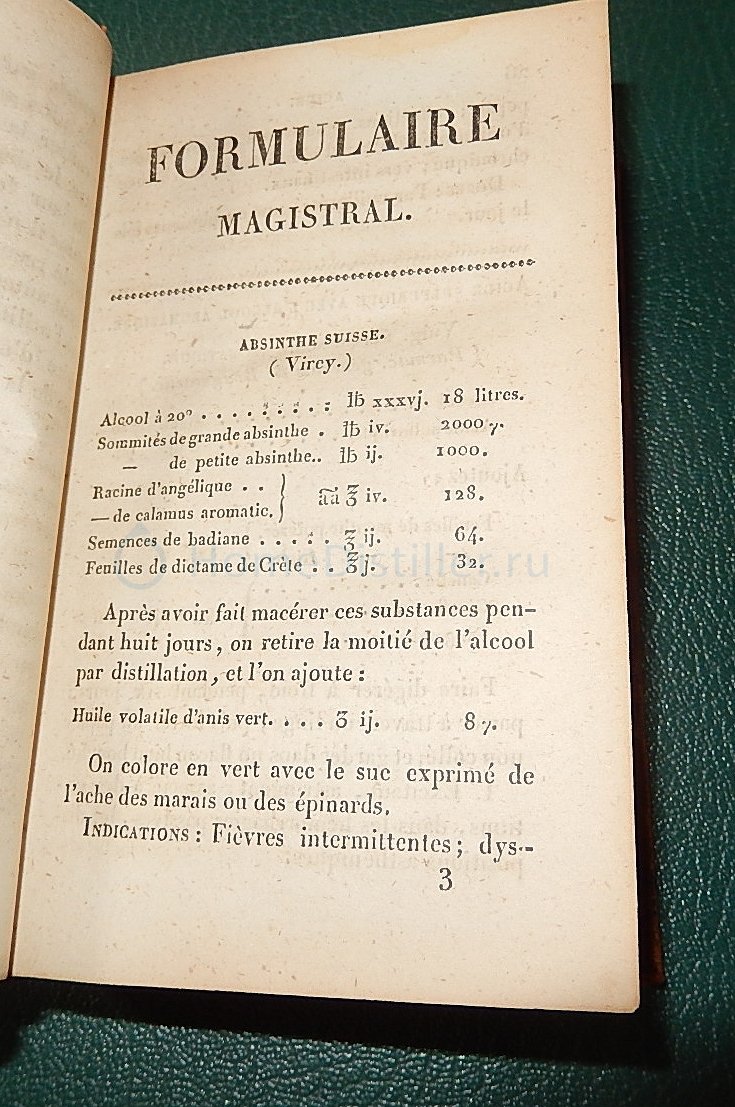 FORMULAIRE
MAGISTRAL.
ABSINTHE SUISSE.
(Virey.)
Alcool à 20° . . . . . . . . . ℔ xxxvj. 18 litres.
Sommités de grande absinthe . ℔ iv. 2000 γ.
— de petite absinthe.. ℔ ij. 1000.
Racine d'angélique . . } āā ℥ iv. 128.
— de calamus aromatic. }
Semences de badiane . . . . . ℥ ij. 64.
Feuilles de dictame de Crète . . ℥ j. 32.
Après avoir fait macérer ces substances pen-
dant huit jours, on retire la moitié de l'alcool
par distillation, et l'on ajoute :
Huile volatile d'anis vert. . . . . ʒ ij. 8 γ.
On colore en vert avec le suc exprimé de
l'ache des marais ou des épinards.
INDICATIONS : Fièvres intermittentes ; dys-
3
HomeDistiller.ru